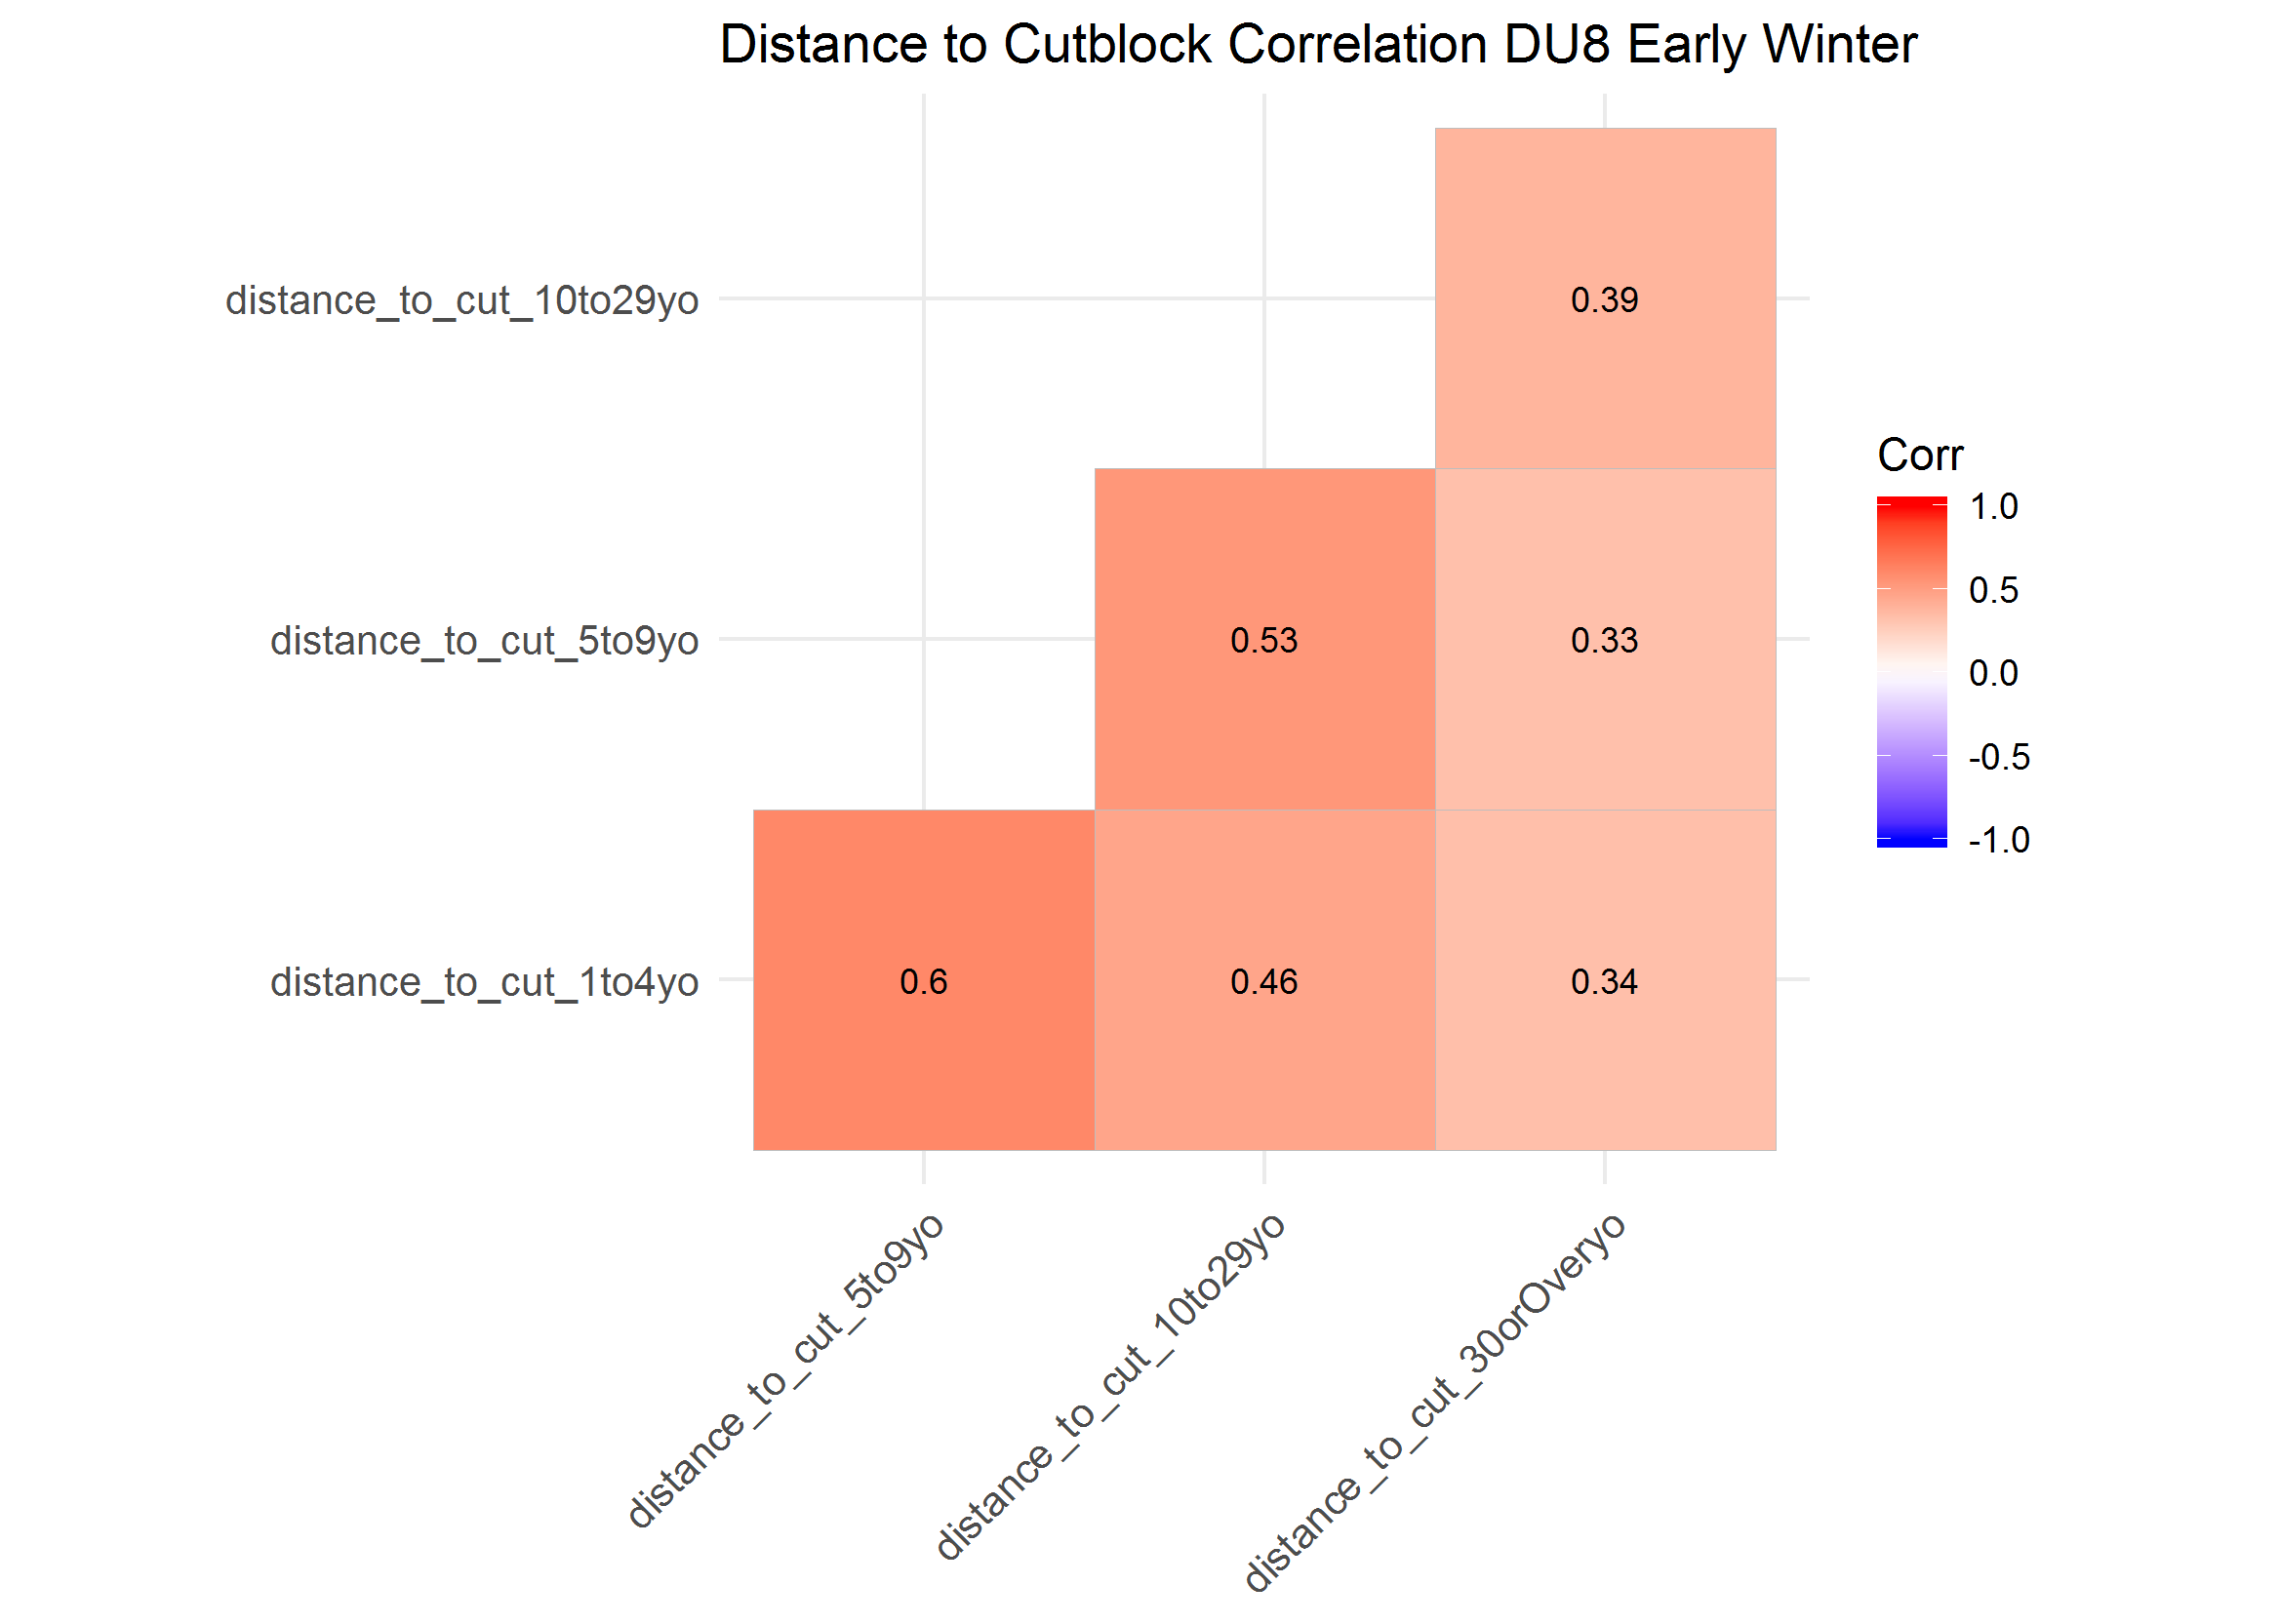 Distance to Cutblock Correlation DU8 Early Winter
distance_to_cut_10to29yo
0.39
distance_to_cut_5to9yo
0.53
0.33
distance_to_cut_1to4yo
0.6
0.46
0.34
distance_to_cut_5to9yo
distance_to_cut_10to29yo
distance_to_cut_30orOveryo
Corr
1.0
0.5
0.0
-0.5
-1.0